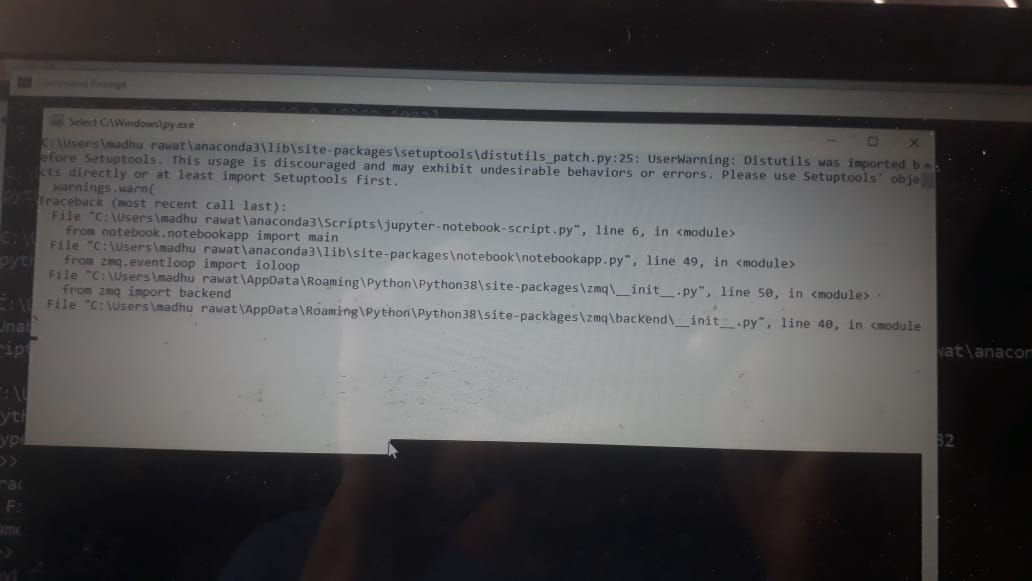 Command Prompt
Select C:\Windows\py.exe
C:\Users\madhu rawat\anaconda3\lib\site-packages\setuptools\distutils_patch.py:25: UserWarning: Distutils was imported b
efore Setuptools. This usage is discouraged and may exhibit undesirable behaviors or errors. Please use Setuptools' obje
cts directly or at least import Setuptools first.
warnings.warn(
Traceback (most recent call last):
File "C:\Users\madhu rawat\anaconda3\Scripts\jupyter-notebook-script.py", line 6, in <module>
from notebook.notebookapp import main
File "C:\Users\madhu rawat\anaconda3\lib\site-packages\notebook\notebookapp.py", line 49, in <module>
from zmq.eventloop import ioloop
File "C:\Users\madhu rawat\AppData\Roaming\Python\Python38\site-packages\zmq\__init__.py", line 50, in <module>
from zmq import backend
File "C:\Users\madhu rawat\AppData\Roaming\Python\Python38\site-packages\zmq\backend\__init__.py", line 40, in <module
>
wat\anacon
32